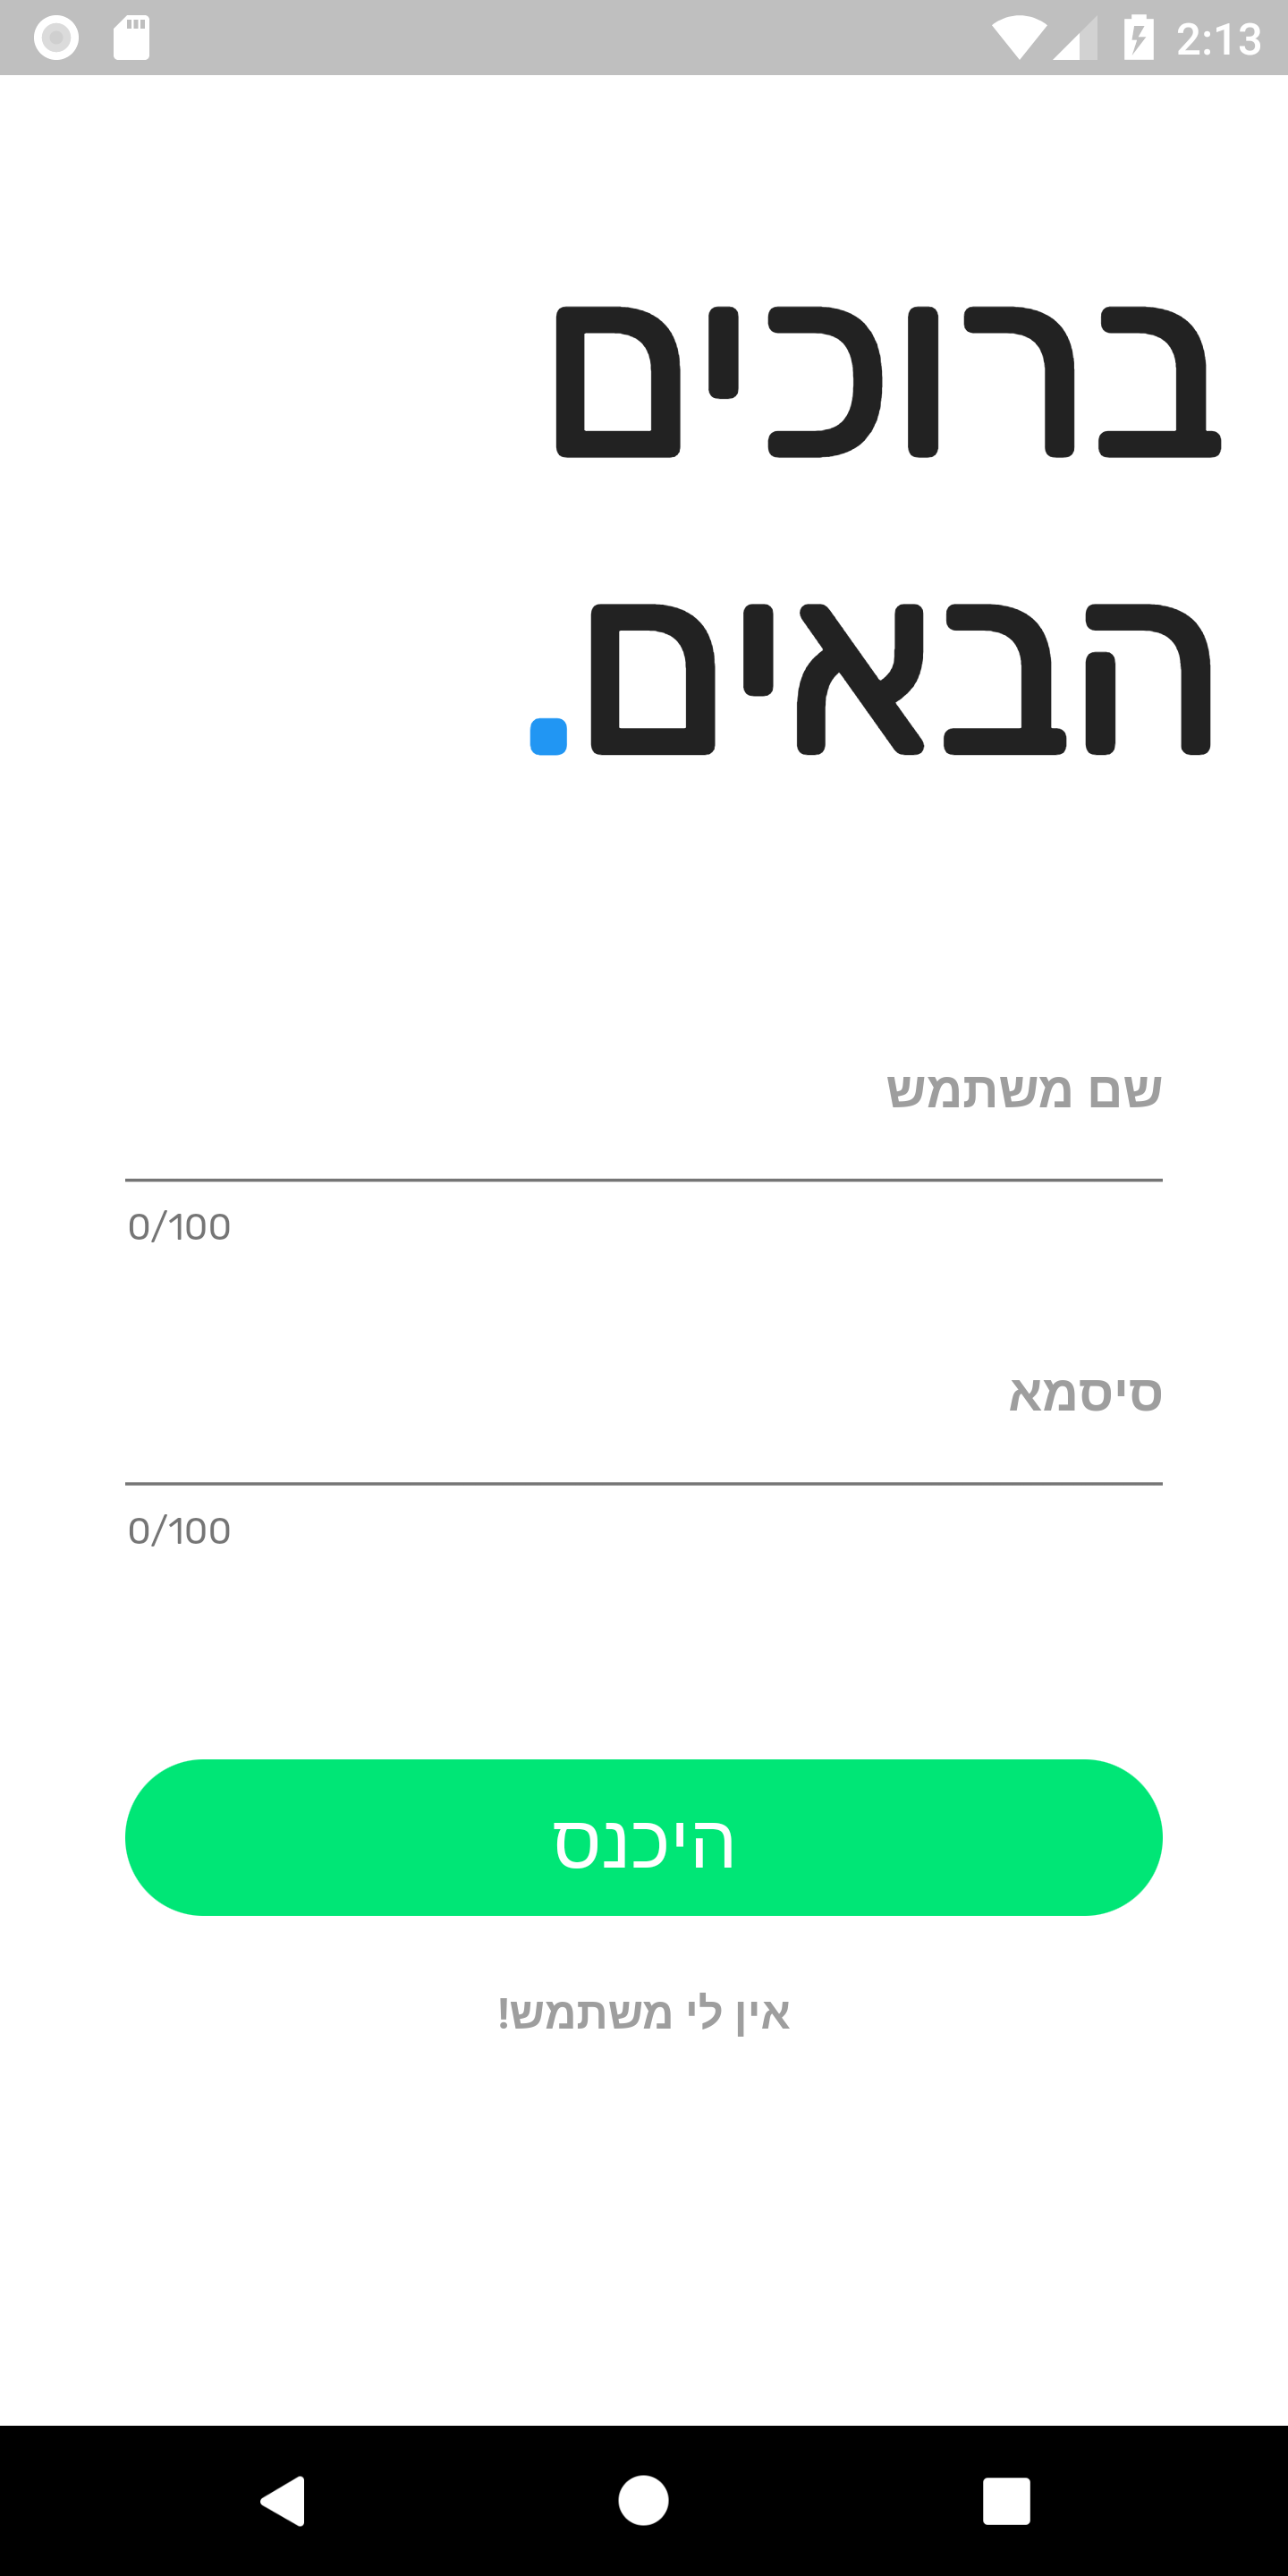 2:13
ברוכים
הבאים.
שם משתמש
0/100
סיסמא
0/100
היכנס
אין לי משתמש!